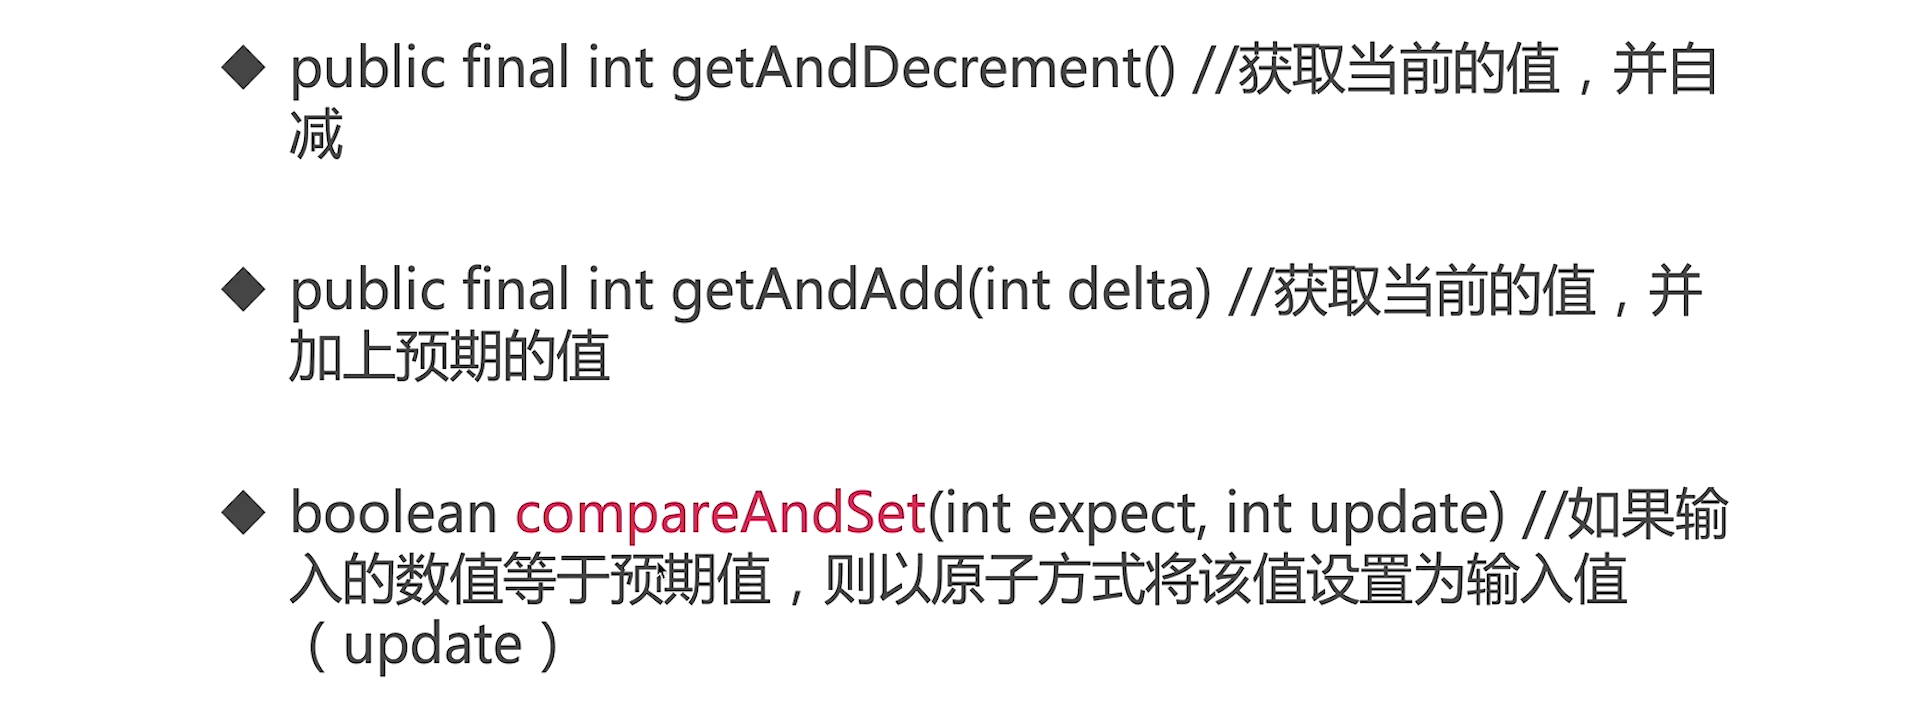 ◆ public final int getAndDecrement() //获取当前的值，并自
减
◆ public final int getAndAdd(int delta) //获取当前的值，并
加上预期的值
◆ boolean compareAndSet(int expect, int update) //如果输
入的数值等于预期值，则以原子方式将该值设置为输入值
（update）